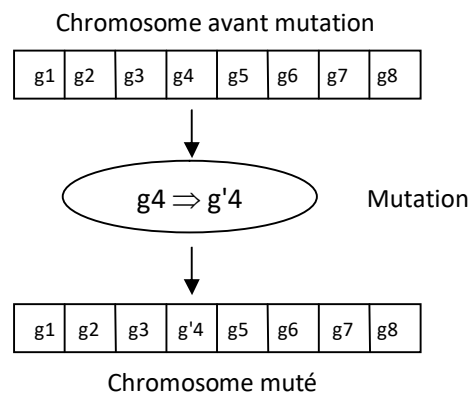 Chromosome avant mutation
g1 g2 g3 g4 g5 g6 g7 g8
g4 ⇒ g'4
Mutation
g1 g2 g3 g'4 g5 g6 g7 g8
Chromosome muté